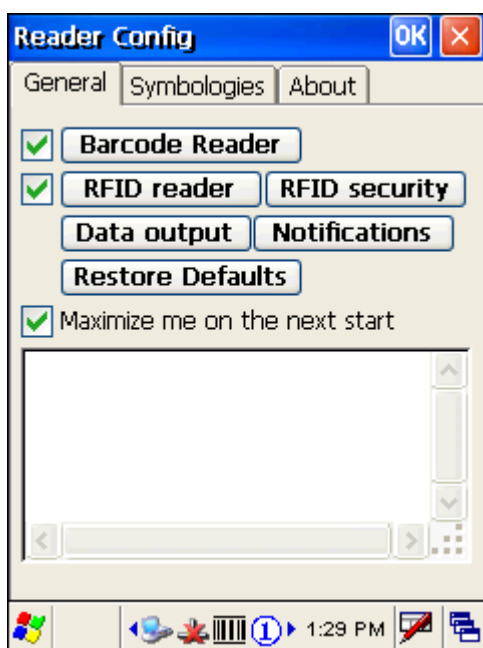 Reader Config OK
General Symbologies About
Barcode Reader
RFID reader RFID security
Data output Notifications
Restore Defaults
Maximize me on the next start
1 1:29 PM